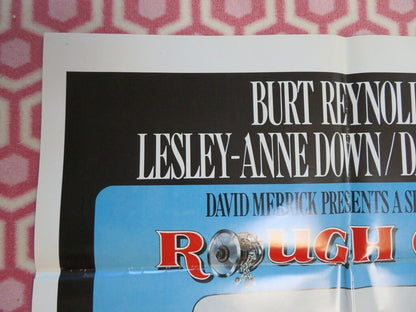 BURT REYNOL
LESLEY-ANNE DOWN / D
DAVID MERRICK PRESENTS A S
ROUGH